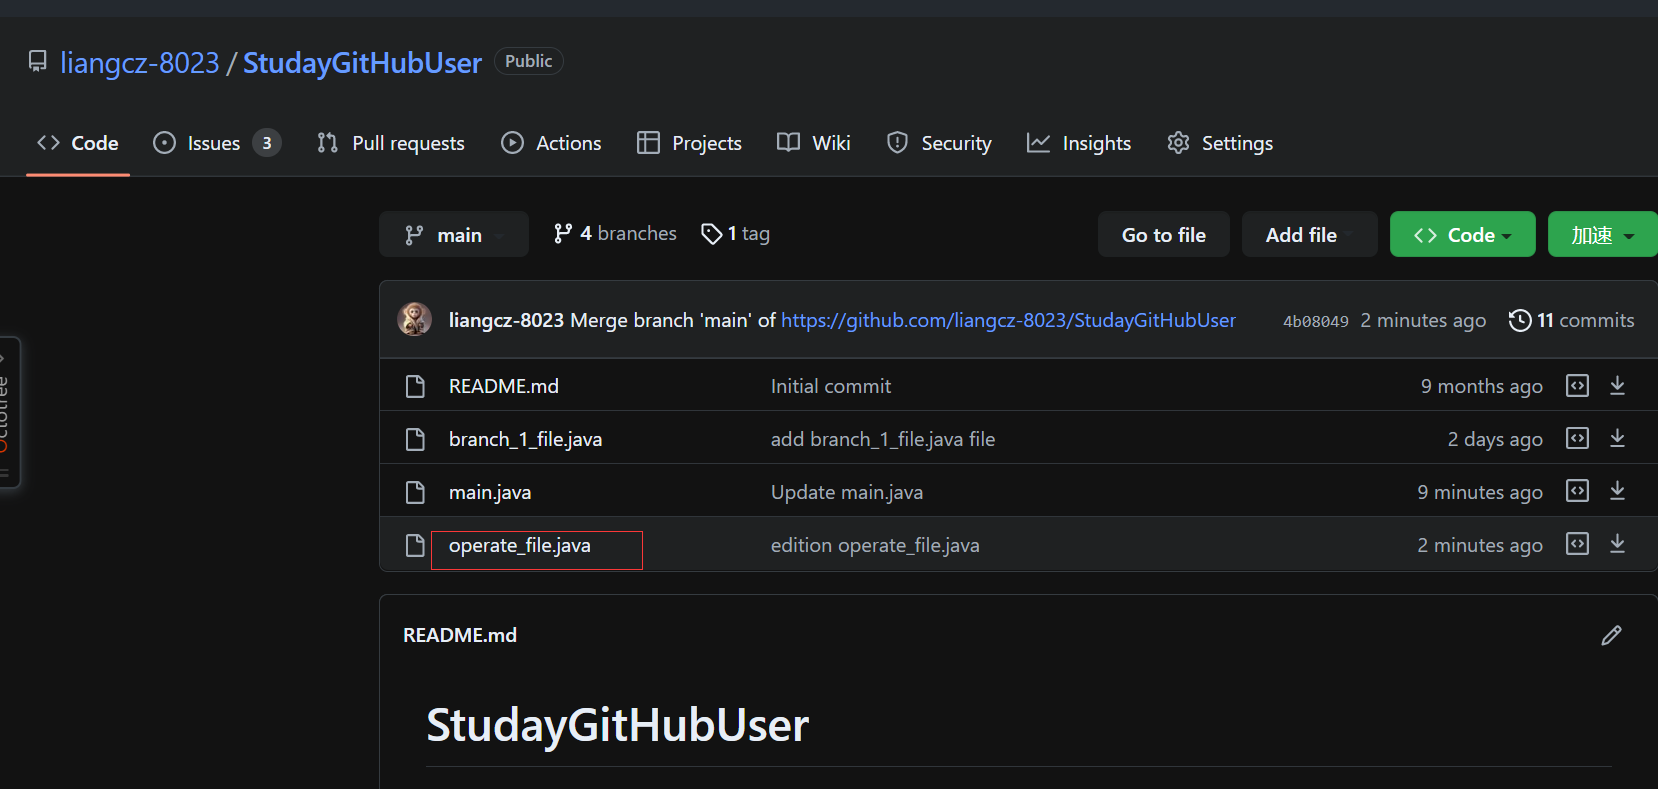 liangcz-8023 / StudayGitHubUser Public
Code Issues 3 Pull requests Actions Projects Wiki Insights Security Settings
main 4 branches 1 tag Go to file Add file Code 加速
liangcz-8023 Merge branch 'main' of https://github.com/liangcz-8023/StudayGitHubUser 4b08049 2 minutes ago 11 commits
Octotree
README.md Initial commit 9 months ago
branch_1_file.java add branch_1_file.java file 2 days ago
main.java Update main.java 9 minutes ago
operate_file.java edition operate_file.java 2 minutes ago
README.md
StudayGitHubUser